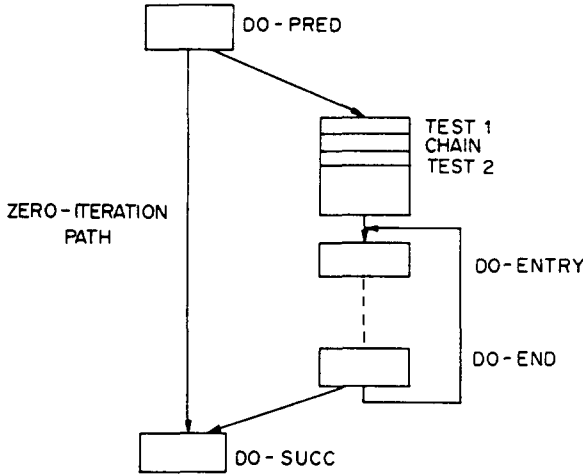 DO-PRED
TEST 1
CHAIN
TEST 2
ZERO-ITERATION
PATH
DO-ENTRY
DO-END
DO-SUCC